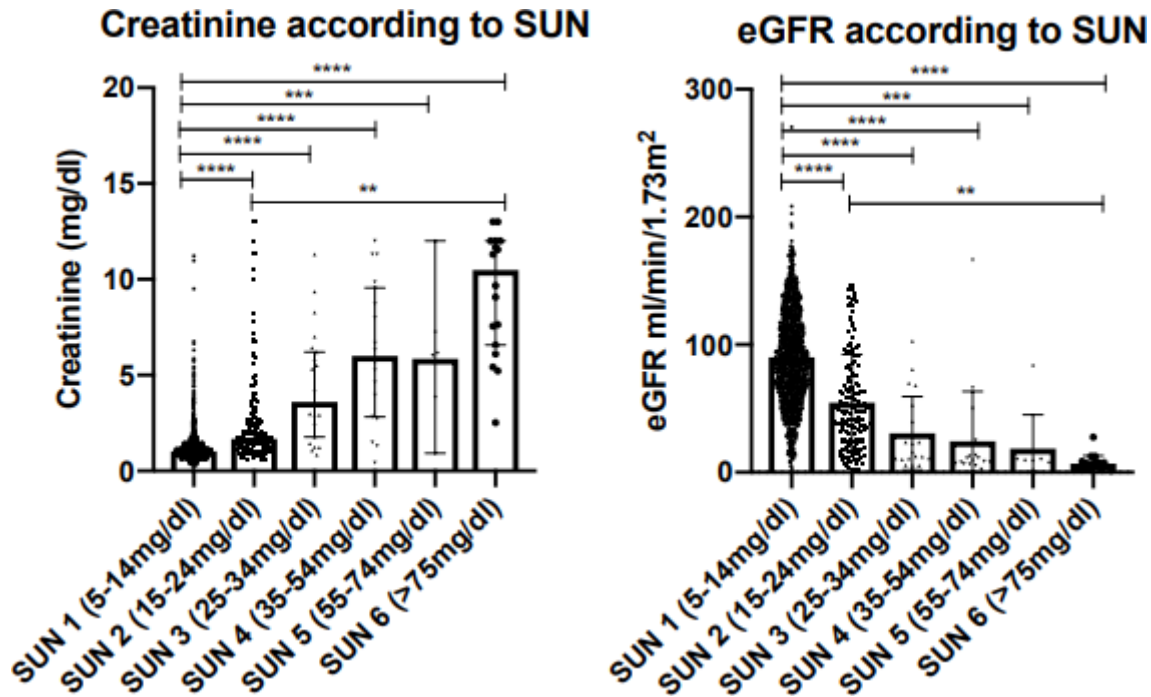 Creatinine according to SUN
****
***
****
****
****
**
20
15
10
5
0
Creatinine (mg/dl)
SUN 1 (5-14mg/dl)
SUN 2 (15-24mg/dl)
SUN 3 (25-34mg/dl)
SUN 4 (35-54mg/dl)
SUN 5 (55-74mg/dl)
SUN 6 (>75mg/dl)
eGFR according to SUN
****
***
****
****
****
**
300
200
100
0
eGFR ml/min/1.73m²
SUN 1 (5-14mg/dl)
SUN 2 (15-24mg/dl)
SUN 3 (25-34mg/dl)
SUN 4 (35-54mg/dl)
SUN 5 (55-74mg/dl)
SUN 6 (>75mg/dl)